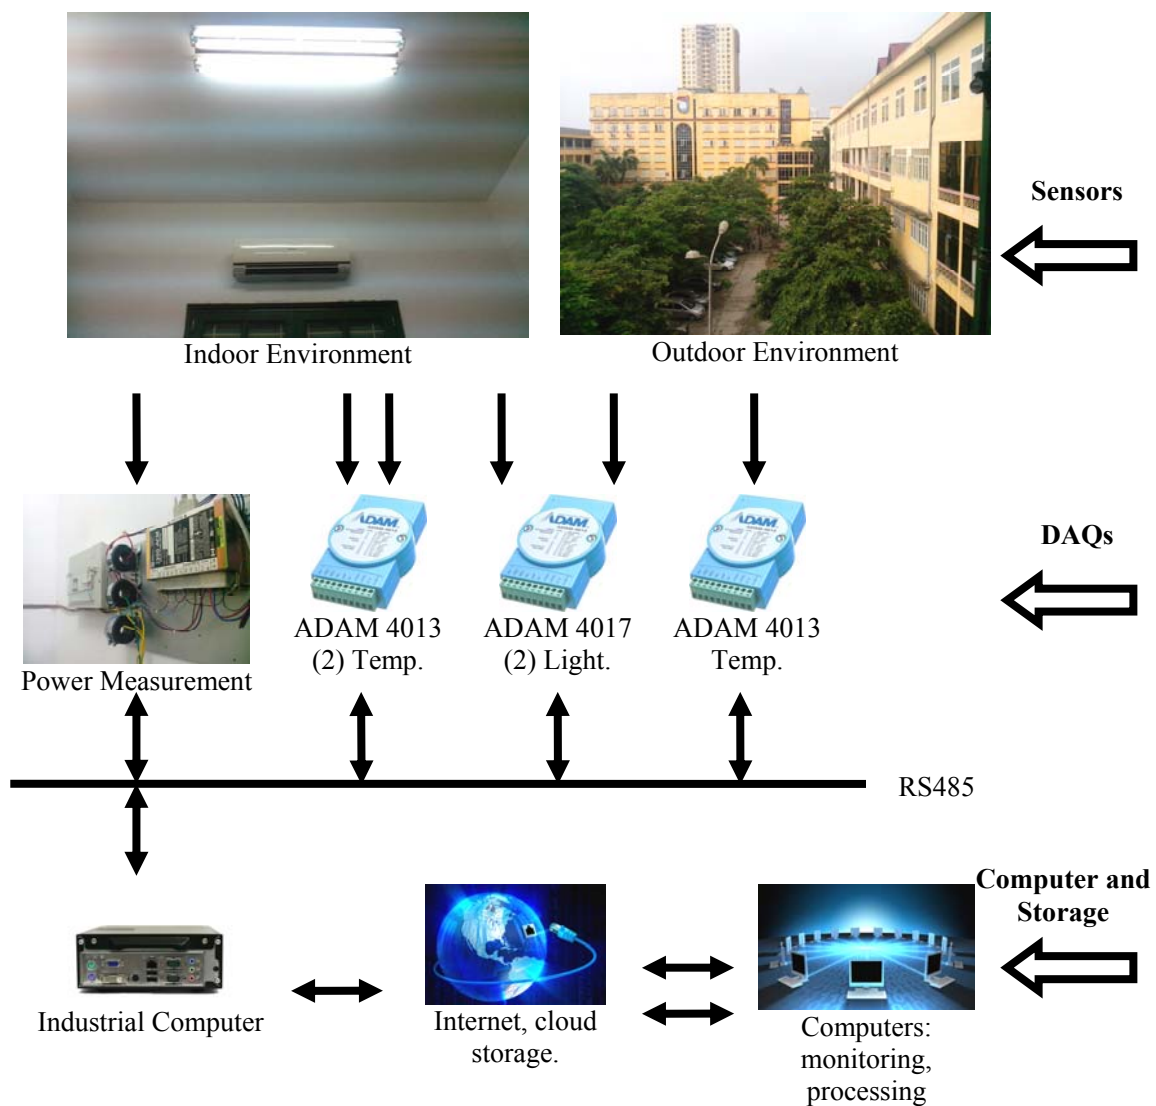 Sensors
Indoor Environment
Outdoor Environment
DAQs
ADAM
ADAM
ADAM
ADAM 4013
(2) Temp.
ADAM 4017
(2) Light.
ADAM 4013
Temp.
Power Measurement
RS485
Computer and
Storage
Industrial Computer
Internet, cloud
storage.
Computers:
monitoring,
processing